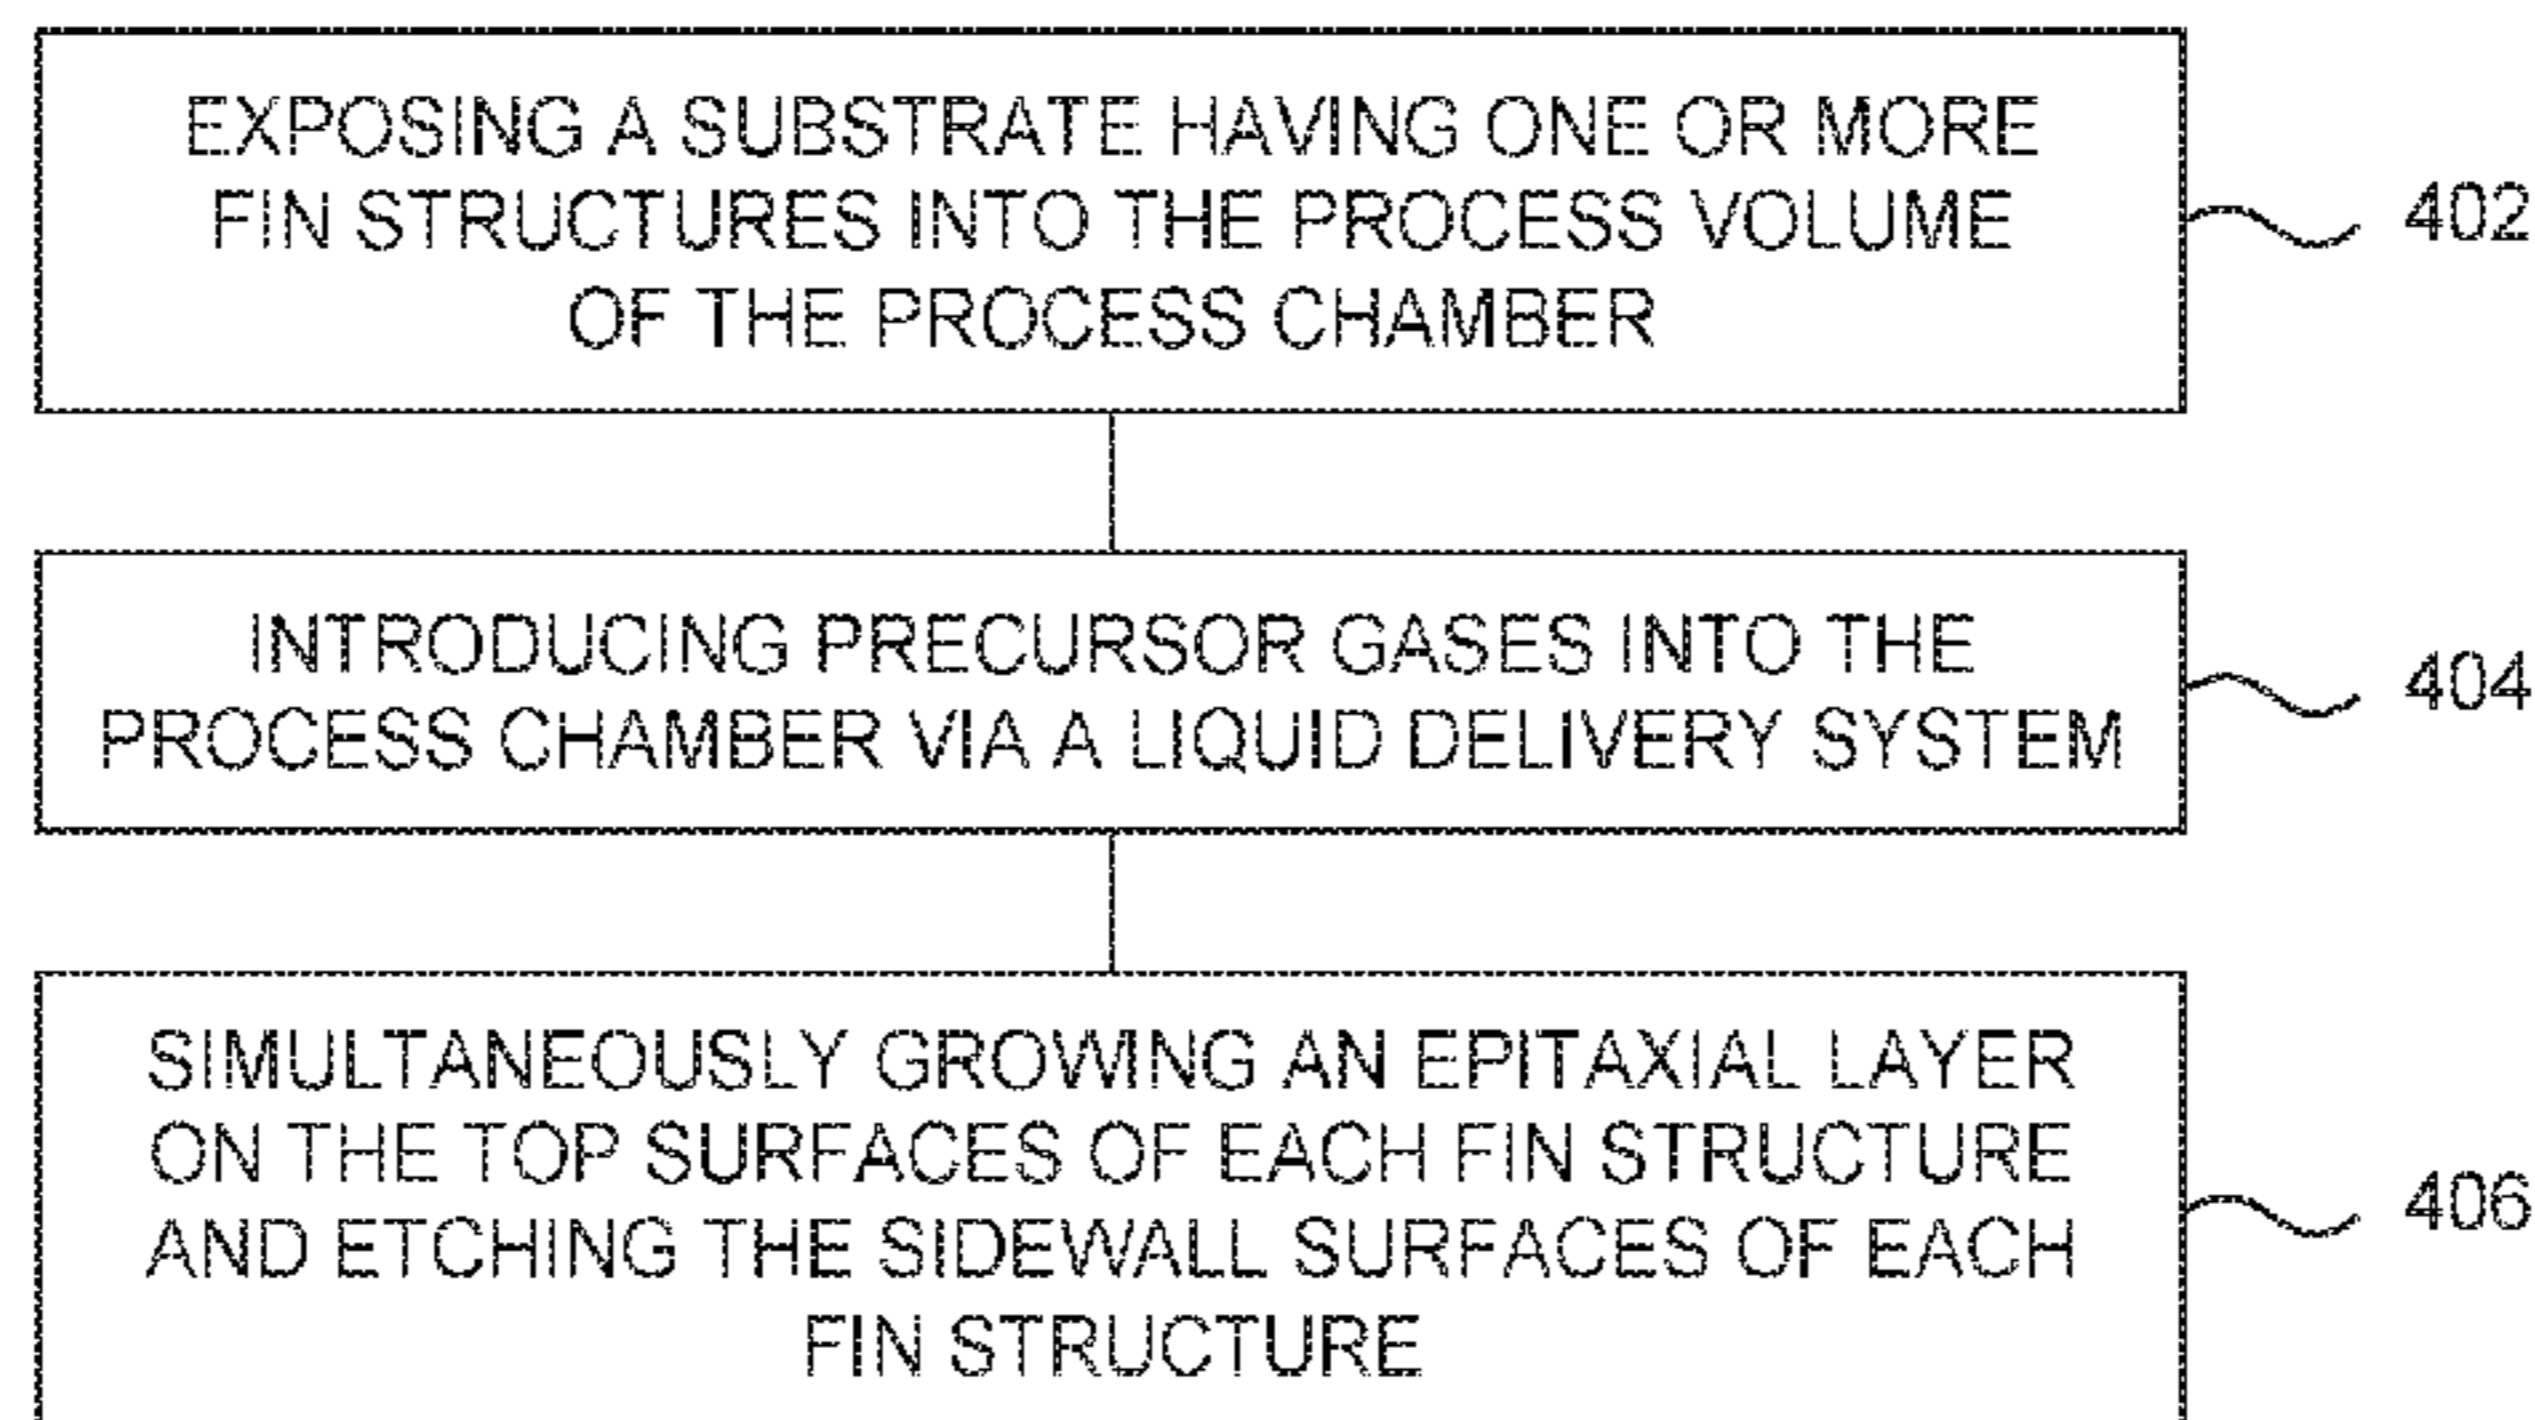 EXPOSING A SUBSTRATE HAVING ONE OR MORE
FIN STRUCTURES INTO THE PROCESS VOLUME
OF THE PROCESS CHAMBER
402
INTRODUCING PRECURSOR GASES INTO THE
PROCESS CHAMBER VIA A LIQUID DELIVERY SYSTEM
404
SIMULTANEOUSLY GROWING AN EPITAXIAL LAYER
ON THE TOP SURFACES OF EACH FIN STRUCTURE
AND ETCHING THE SIDEWALL SURFACES OF EACH
FIN STRUCTURE
406